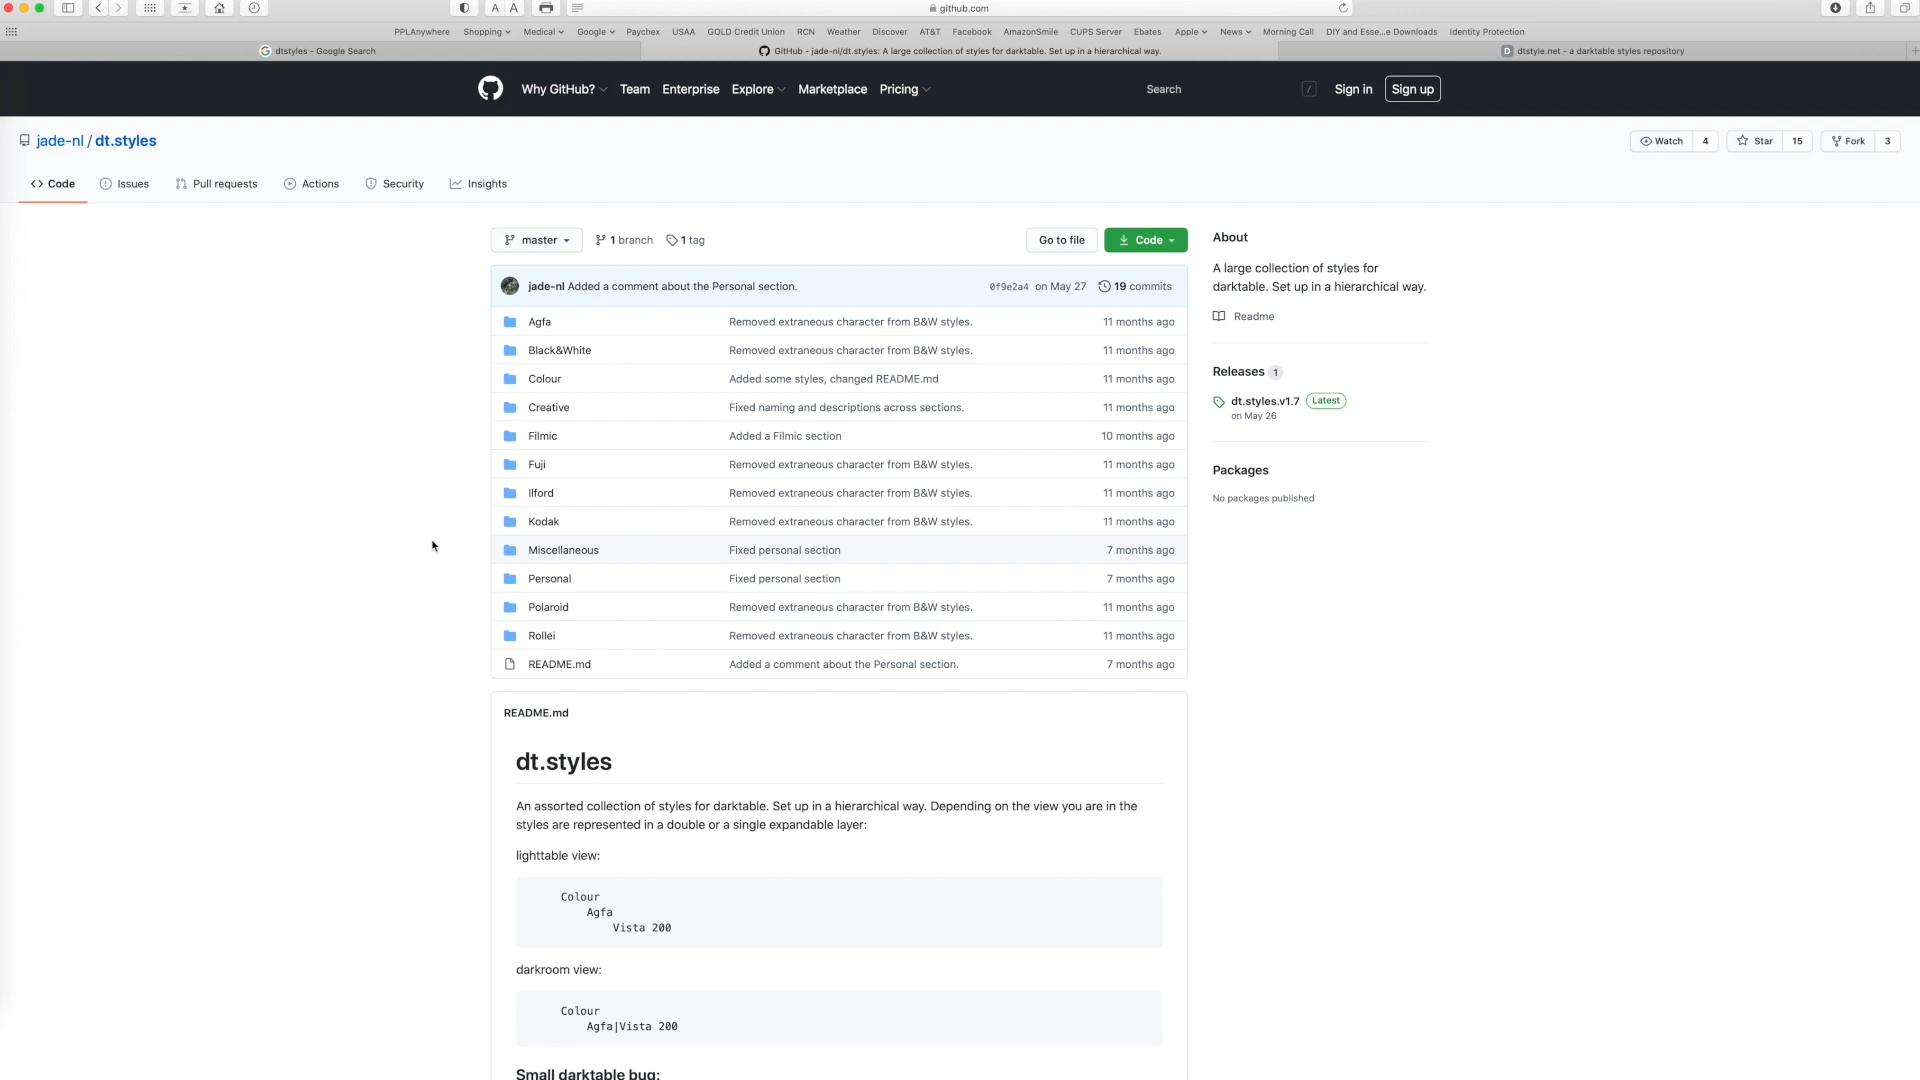 A A
github.com
PPLAnywhere Shopping Medical Google Paychex USAA GOLD Credit Union RCN Weather Discover AT&T Facebook AmazonSmile CUPS Server Ebates Apple News Morning Call DIY and Esse...e Downloads Identity Protection
dtstyles - Google Search
GitHub - jade-nl/dt.styles: A large collection of styles for darktable. Set up in a hierarchical way.
dtstyle.net - a darktable styles repository
Why GitHub? Team Enterprise Explore Marketplace Pricing
Search / Sign in Sign up
jade-nl / dt.styles
Watch 4 Star 15 Fork 3
Code Issues Pull requests Actions Security Insights
master 1 branch 1 tag Go to file Code
jade-nl Added a comment about the Personal section. 0f9e2a4 on May 27 19 commits
Agfa Removed extraneous character from B&W styles. 11 months ago
Black&White Removed extraneous character from B&W styles. 11 months ago
Colour Added some styles, changed README.md 11 months ago
Creative Fixed naming and descriptions across sections. 11 months ago
Filmic Added a Filmic section 10 months ago
Fuji Removed extraneous character from B&W styles. 11 months ago
Ilford Removed extraneous character from B&W styles. 11 months ago
Kodak Removed extraneous character from B&W styles. 11 months ago
Miscellaneous Fixed personal section 7 months ago
Personal Fixed personal section 7 months ago
Polaroid Removed extraneous character from B&W styles. 11 months ago
Rollei Removed extraneous character from B&W styles. 11 months ago
README.md Added a comment about the Personal section. 7 months ago
About
A large collection of styles for
darktable. Set up in a hierarchical way.
Readme
Releases 1
dt.styles.v1.7 Latest
on May 26
Packages
No packages published
README.md
dt.styles
An assorted collection of styles for darktable. Set up in a hierarchical way. Depending on the view you are in the
styles are represented in a double or a single expandable layer:
lighttable view:
Colour
Agfa
Vista 200
darkroom view:
Colour
Agfa|Vista 200
Small darktable bug: